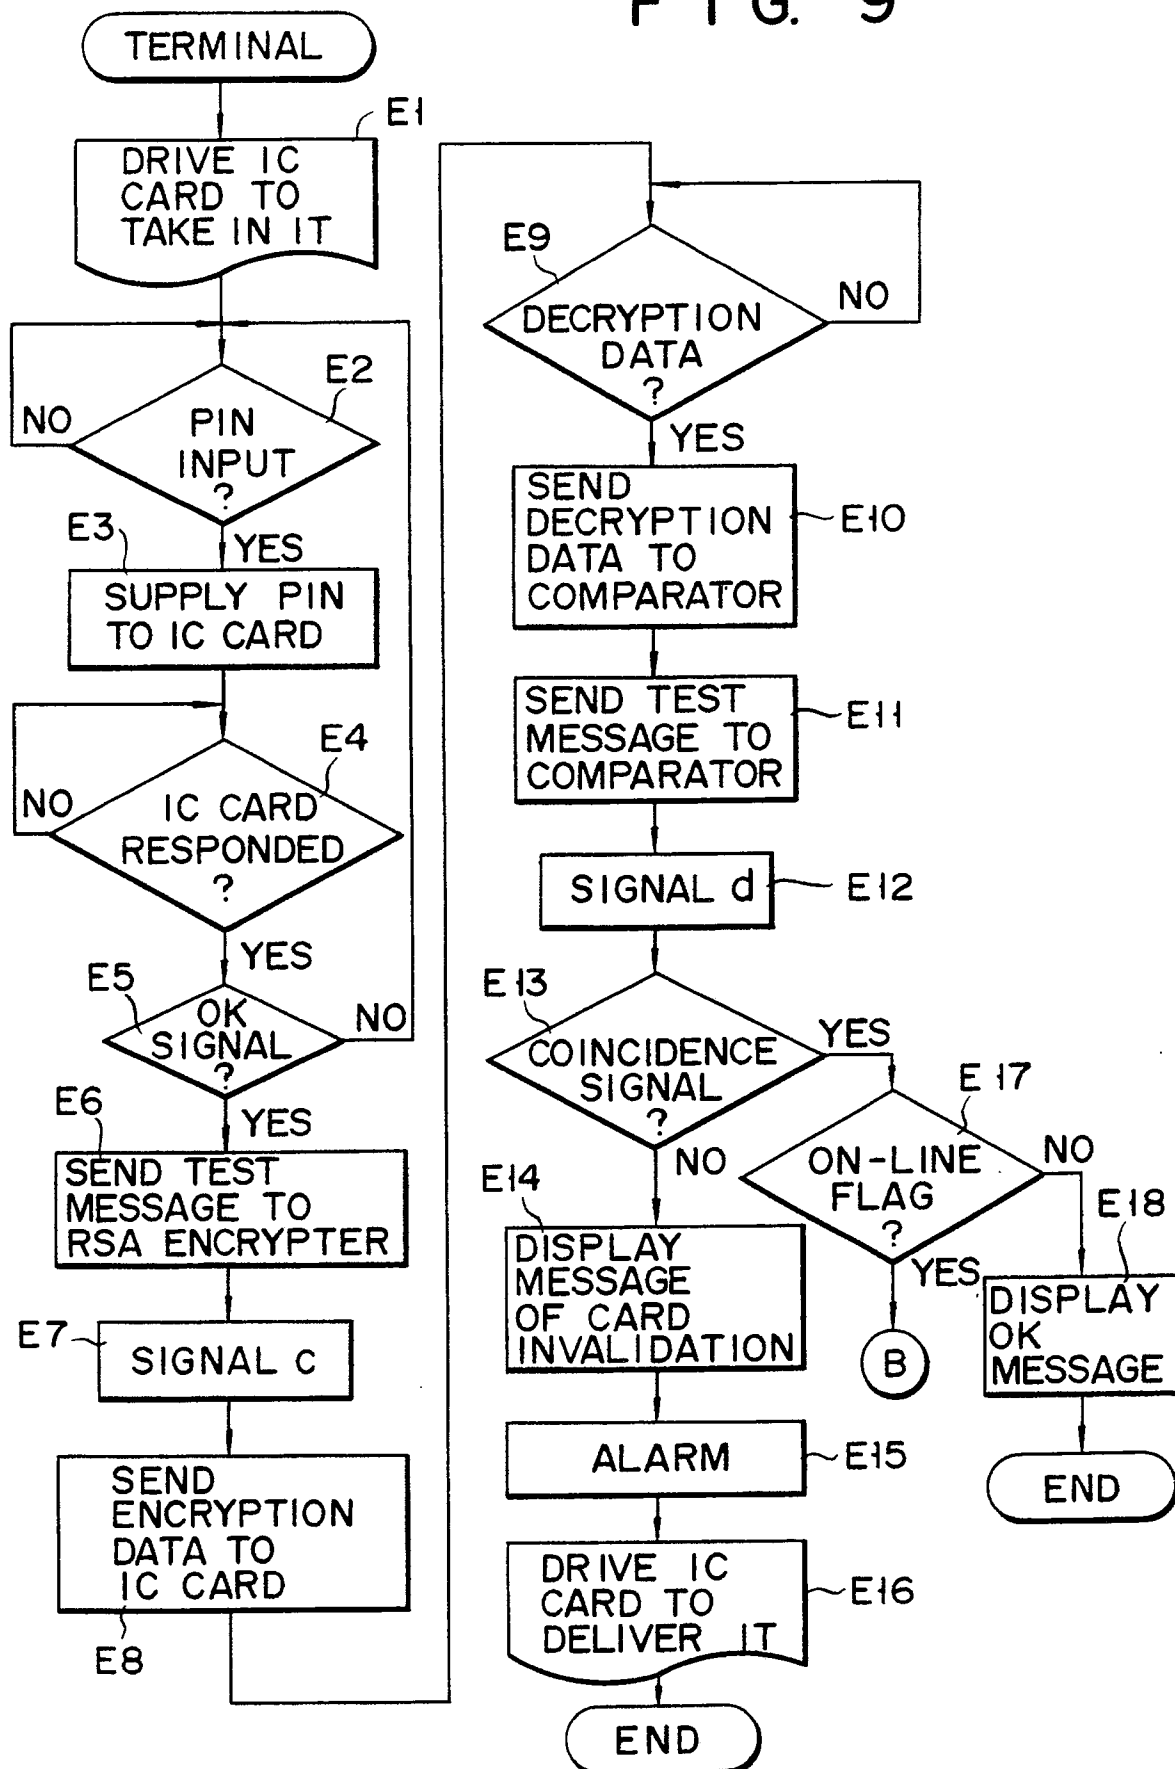 FIG. 9
TERMINAL
E1
DRIVE IC
CARD TO
TAKE IN IT
E2
NO
PIN
INPUT
?
E3
YES
SUPPLY PIN
TO IC CARD
E4
NO
IC CARD
RESPONDED
?
YES
E5
OK
SIGNAL
?
NO
E6
YES
SEND TEST
MESSAGE TO
RSA ENCRYPTER
E7
SIGNAL c
SEND
ENCRYPTION
DATA TO
IC CARD
E8
E9
DECRYPTION
DATA
?
NO
YES
SEND
DECRYPTION
DATA TO
COMPARATOR
E10
SEND TEST
MESSAGE TO
COMPARATOR
E11
SIGNAL d
E12
E13
COINCIDENCE
SIGNAL
?
YES
NO
E14
DISPLAY
MESSAGE
OF CARD
INVALIDATION
ALARM
E15
DRIVE IC
CARD TO
DELIVER IT
E16
END
E17
ON-LINE
FLAG
?
NO
YES
B
E18
DISPLAY
OK
MESSAGE
END